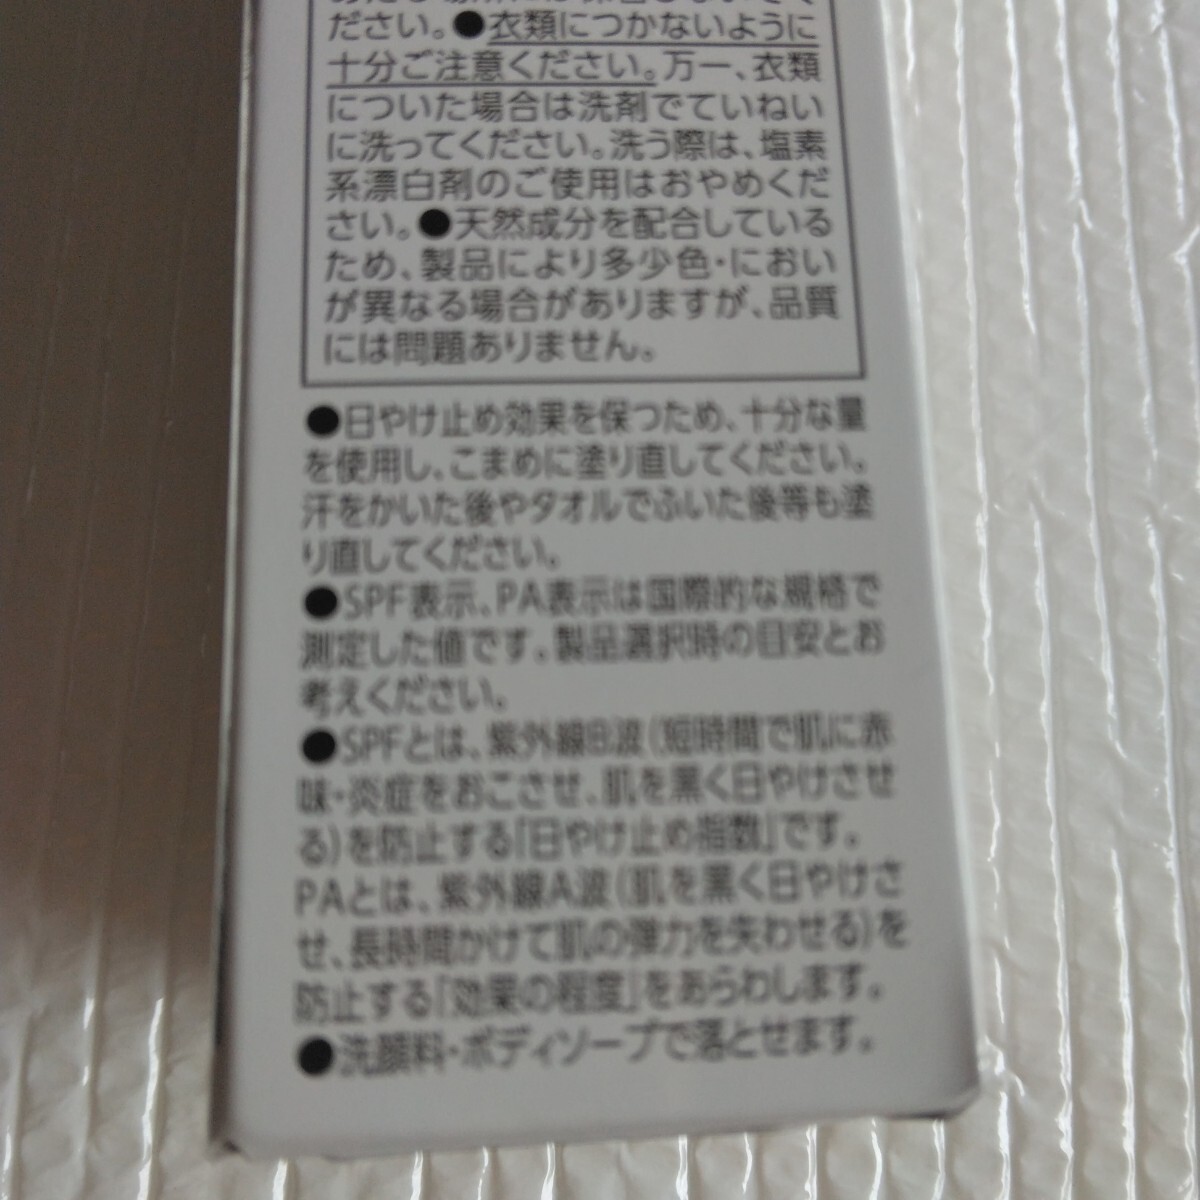 ださい。●衣類につかないように
十分ご注意ください。万一、衣類
についた場合は洗剤でていねい
に洗ってください。洗う際は、塩素
系漂白剤のご使用はおやめくだ
さい。●天然成分を配合している
ため、製品により多少色・におい
が異なる場合がありますが、品質
には問題ありません。
●日やけ止め効果を保つため、十分な量
を使用し、こまめに塗り直してください。
汗をかいた後やタオルでふいた後等も塗
り直してください。
●SPF表示、PA表示は国際的な規格で
測定した値です。製品選択時の目安とお
考えください。
●SPFとは、紫外線B波(短時間で肌に赤
味・炎症をおこさせ、肌を黒く日やけさせ
る)を防止する「日やけ止め指数」です。
PAとは、紫外線A波(肌を黒く日やけさ
せ、長時間かけて肌の弾力を失わせる)を
防止する「効果の程度」をあらわします。
●洗顔料・ボディソープで落とせます。